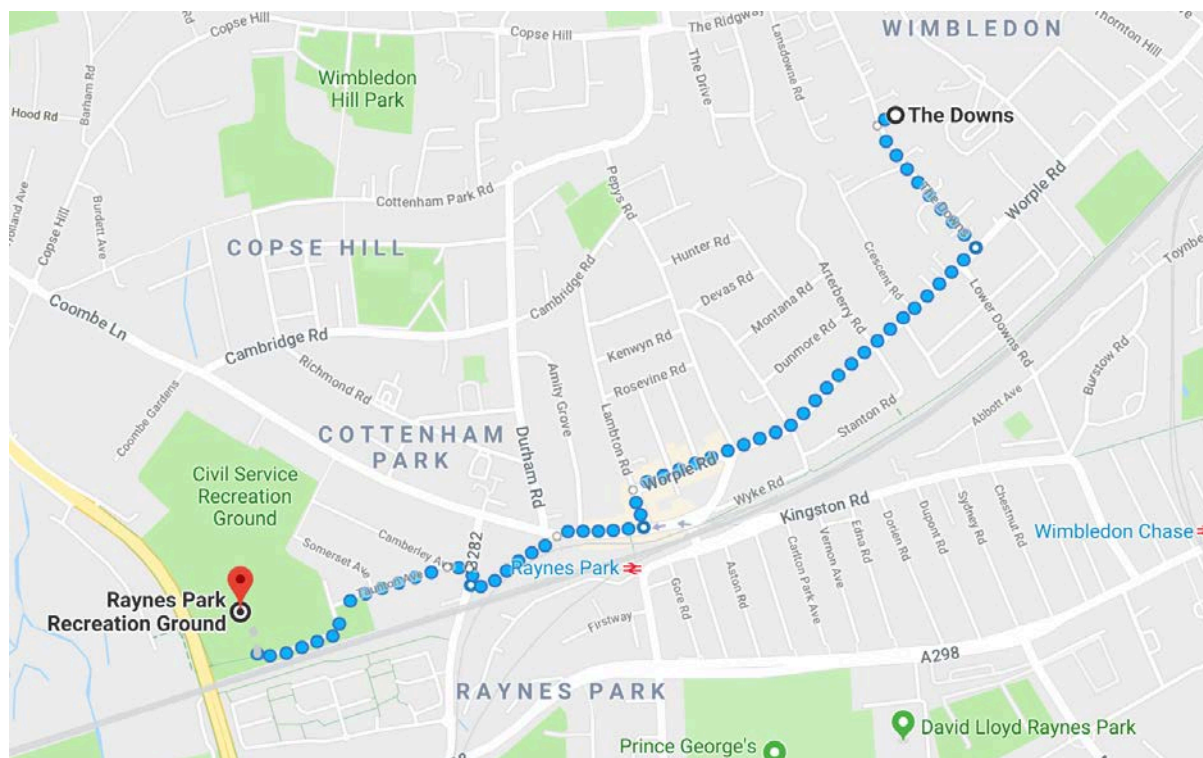 Copse Hill
Copse Hill
The Ridgway
Lansdowne Rd
WIMBLEDON
Thornton Hill
Wimbledon
Hill Park
The Drive
Barham Rd
Hood Rd
The Downs
Pepys Rd
The Downs
Worple Rd
Holland Ave
Copse Hill
Burdett Ave
Cottenham Park Rd
COPSE HILL
Hunter Rd
Crescent Rd
Cambridge Rd
Devas Rd
Montana Rd
Arterberry Rd
Lower Downs Rd
Coombe Ln
Cambridge Rd
Richmond Rd
Kenwyn Rd
Dunmore Rd
Burstow Rd
Rosevine Rd
Amity Grove
Lambton Rd
Stanton Rd
Abbott Ave
Coombe Gardens
COTTENHAM
PARK
Durham Rd
Worple Rd
Civil Service
Recreation
Ground
Wyke Rd
Kingston Rd
Dupont Rd
Sydney Rd
Chestnut Rd
Wimbledon Chase
Camberley Ave
Somerset Ave
Taunton Ave
Raynes Park
Carlton Park Ave
Vernon Ave
Edna Rd
Dorien Rd
Gore Rd
Aston Rd
Raynes Park
Recreation Ground
Firstway
A298
RAYNES PARK
David Lloyd Raynes Park
Prince George's